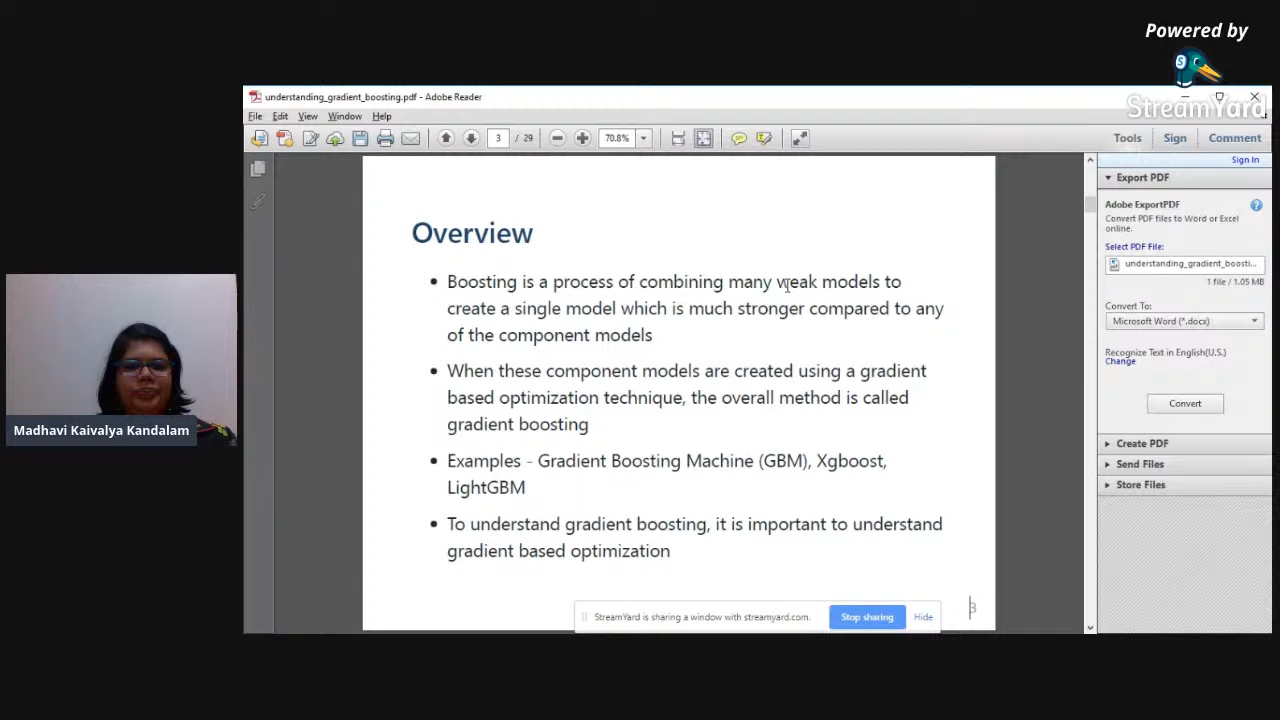 Powered by
StreamYard
understanding_gradient_boosting.pdf - Adobe Reader
File Edit View Window Help
3 / 29 70.8% Tools Sign Comment
Sign In
Export PDF
Adobe ExportPDF
Convert PDF files to Word or Excel
online.
Select PDF File:
understanding_gradient_boosti...
1 file / 1.05 MB
Convert To:
Microsoft Word (*.docx)
Recognize Text in English(U.S.)
Change
Convert
Create PDF
Send Files
Store Files
Overview
• Boosting is a process of combining many weak models to
create a single model which is much stronger compared to any
of the component models
• When these component models are created using a gradient
based optimization technique, the overall method is called
gradient boosting
• Examples - Gradient Boosting Machine (GBM), Xgboost,
LightGBM
• To understand gradient boosting, it is important to understand
gradient based optimization
3
StreamYard is sharing a window with streamyard.com. Stop sharing Hide
Madhavi Kaivalya Kandalam